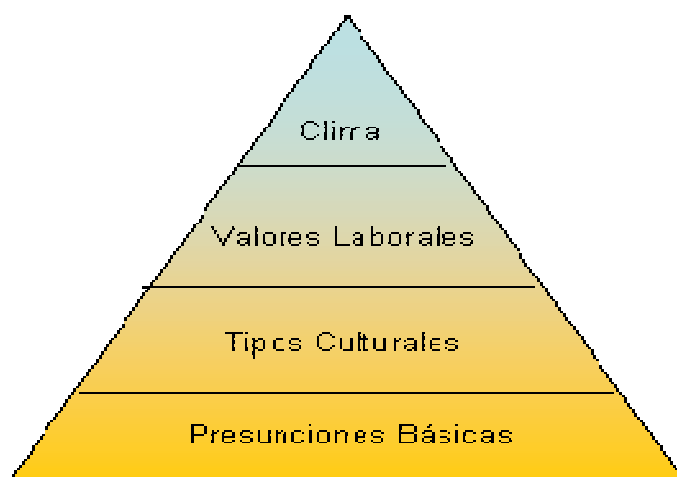 Clima
Valores Laborales
Tipos Culturales
Presunciones Básicas